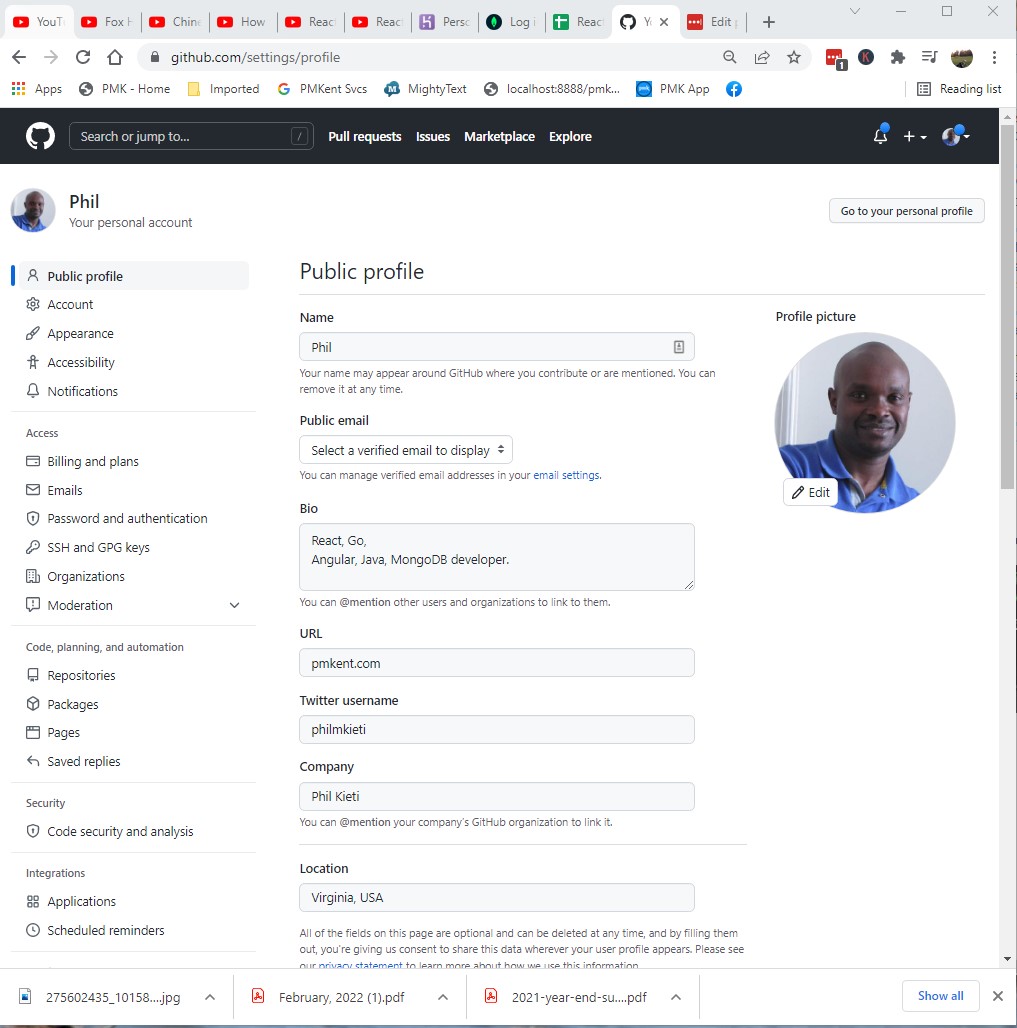 YouTu
Fox H
Chine
How
Reac
Reac
Perso
Log i
Reac
Yo
Edit p
github.com/settings/profile
Apps
PMK - Home
Imported
PMKent Svcs
MightyText
localhost:8888/pmk...
PMK App
Reading list
Search or jump to...
/
Pull requests
Issues
Marketplace
Explore
Phil
Your personal account
Go to your personal profile
Public profile
Account
Appearance
Accessibility
Notifications
Access
Billing and plans
Emails
Password and authentication
SSH and GPG keys
Organizations
Moderation
Code, planning, and automation
Repositories
Packages
Pages
Saved replies
Security
Code security and analysis
Integrations
Applications
Scheduled reminders
Public profile
Name
Phil
Your name may appear around GitHub where you contribute or are mentioned. You can
remove it at any time.
Public email
Select a verified email to display
You can manage verified email addresses in your email settings.
Bio
React, Go,
Angular, Java, MongoDB developer.
You can @mention other users and organizations to link to them.
URL
pmkent.com
Twitter username
philmkieti
Company
Phil Kieti
You can @mention your company's GitHub organization to link it.
Location
Virginia, USA
All of the fields on this page are optional and can be deleted at any time, and by filling them
out, you're giving us consent to share this data wherever your user profile appears. Please see
our privacy statement to learn more about how we use this information.
Profile picture
Edit
275602435_10158....jpg
February, 2022 (1).pdf
2021-year-end-su....pdf
Show all